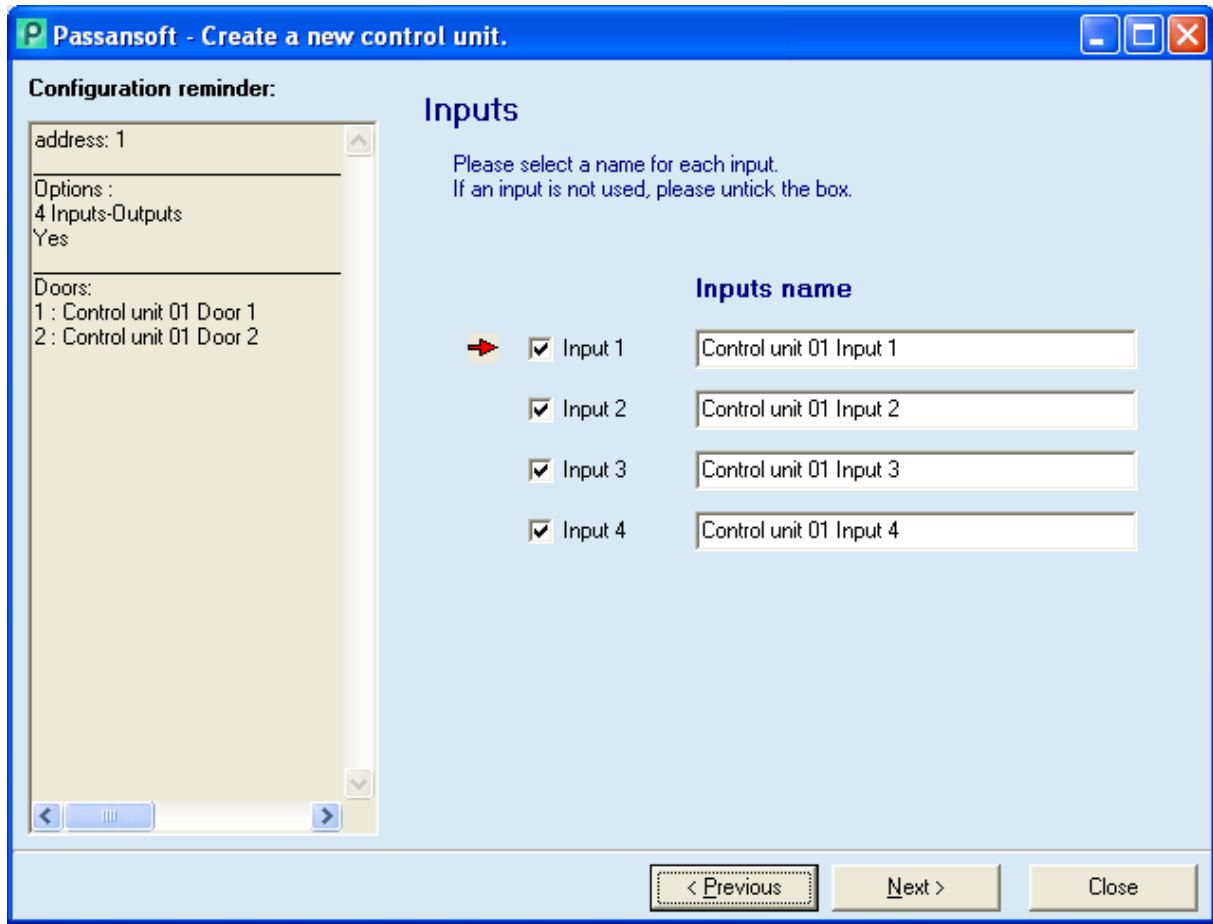 Passansoft - Create a new control unit.
Configuration reminder:
address: 1
Options :
4 Inputs-Outputs
Yes
Doors:
1 : Control unit 01 Door 1
2 : Control unit 01 Door 2
Inputs
Please select a name for each input.
If an input is not used, please untick the box.
Inputs name
Input 1 Control unit 01 Input 1
Input 2 Control unit 01 Input 2
Input 3 Control unit 01 Input 3
Input 4 Control unit 01 Input 4
< Previous Next > Close